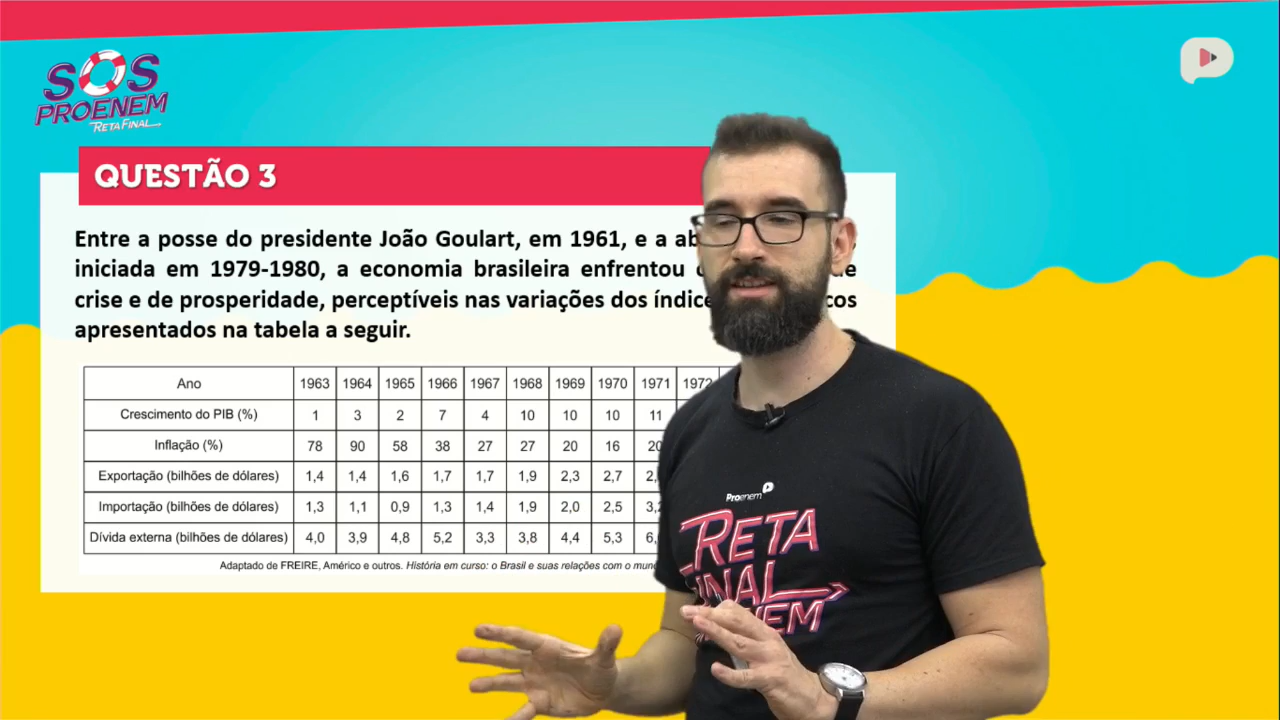 SOS
PROENEM
RETA FINAL
QUESTÃO 3
Entre a posse do presidente João Goulart, em 1961, e a
iniciada em 1979-1980, a economia brasileira enfrentou
crise e de prosperidade, perceptíveis nas variações dos
apresentados na tabela a seguir.
Ano 1963 1964 1965 1966 1967 1968 1969 1970 1971 1972
Crescimento do PIB (%) 1 3 2 7 4 10 10 10 11
Inflação (%) 78 90 58 38 27 27 20 16 20
Exportação (bilhões de dólares) 1,4 1,4 1,6 1,7 1,7 1,9 2,3 2,7
Importação (bilhões de dólares) 1,3 1,1 0,9 1,3 1,4 1,9 2,0 2,5 3,2
Dívida externa (bilhões de dólares) 4,0 3,9 4,8 5,2 3,3 3,8 4,4 5,3
Adaptado de FREIRE, Américo e outros. História em curso: o Brasil e suas relações com o
Proenem
RETA
FINAL